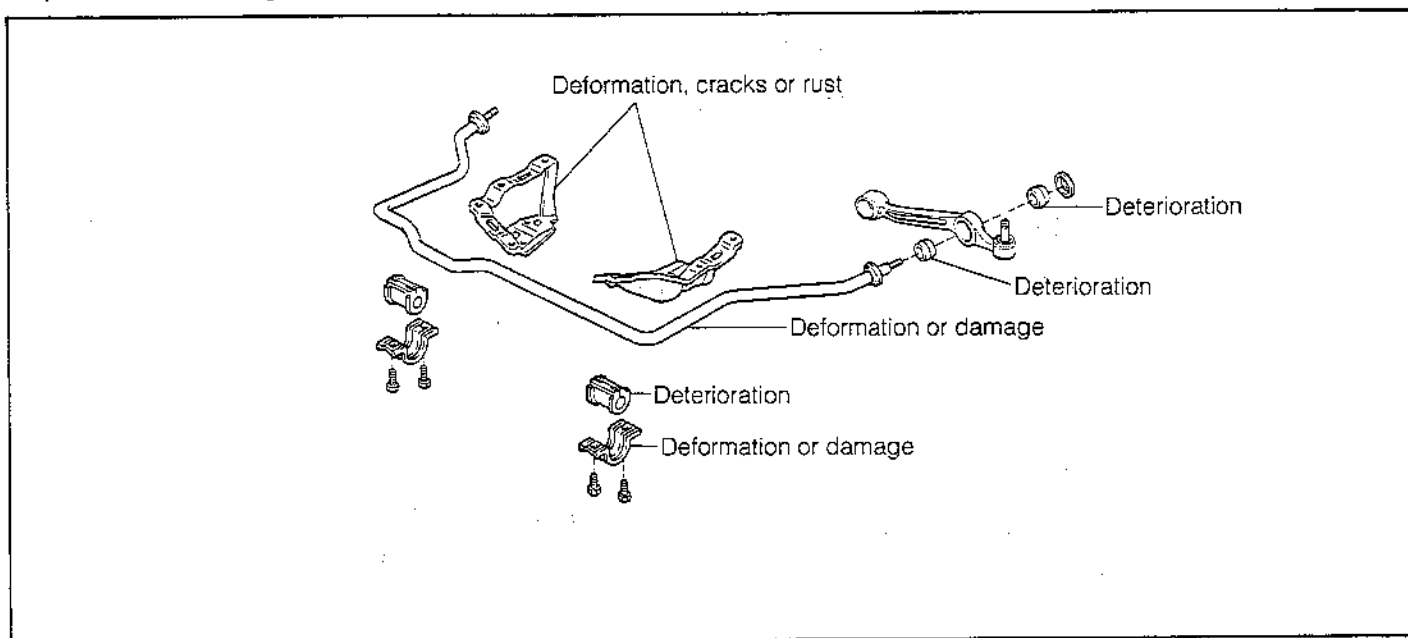 Deformation, cracks or rust
Deterioration
Deterioration
Deformation or damage
Deterioration
Deformation or damage